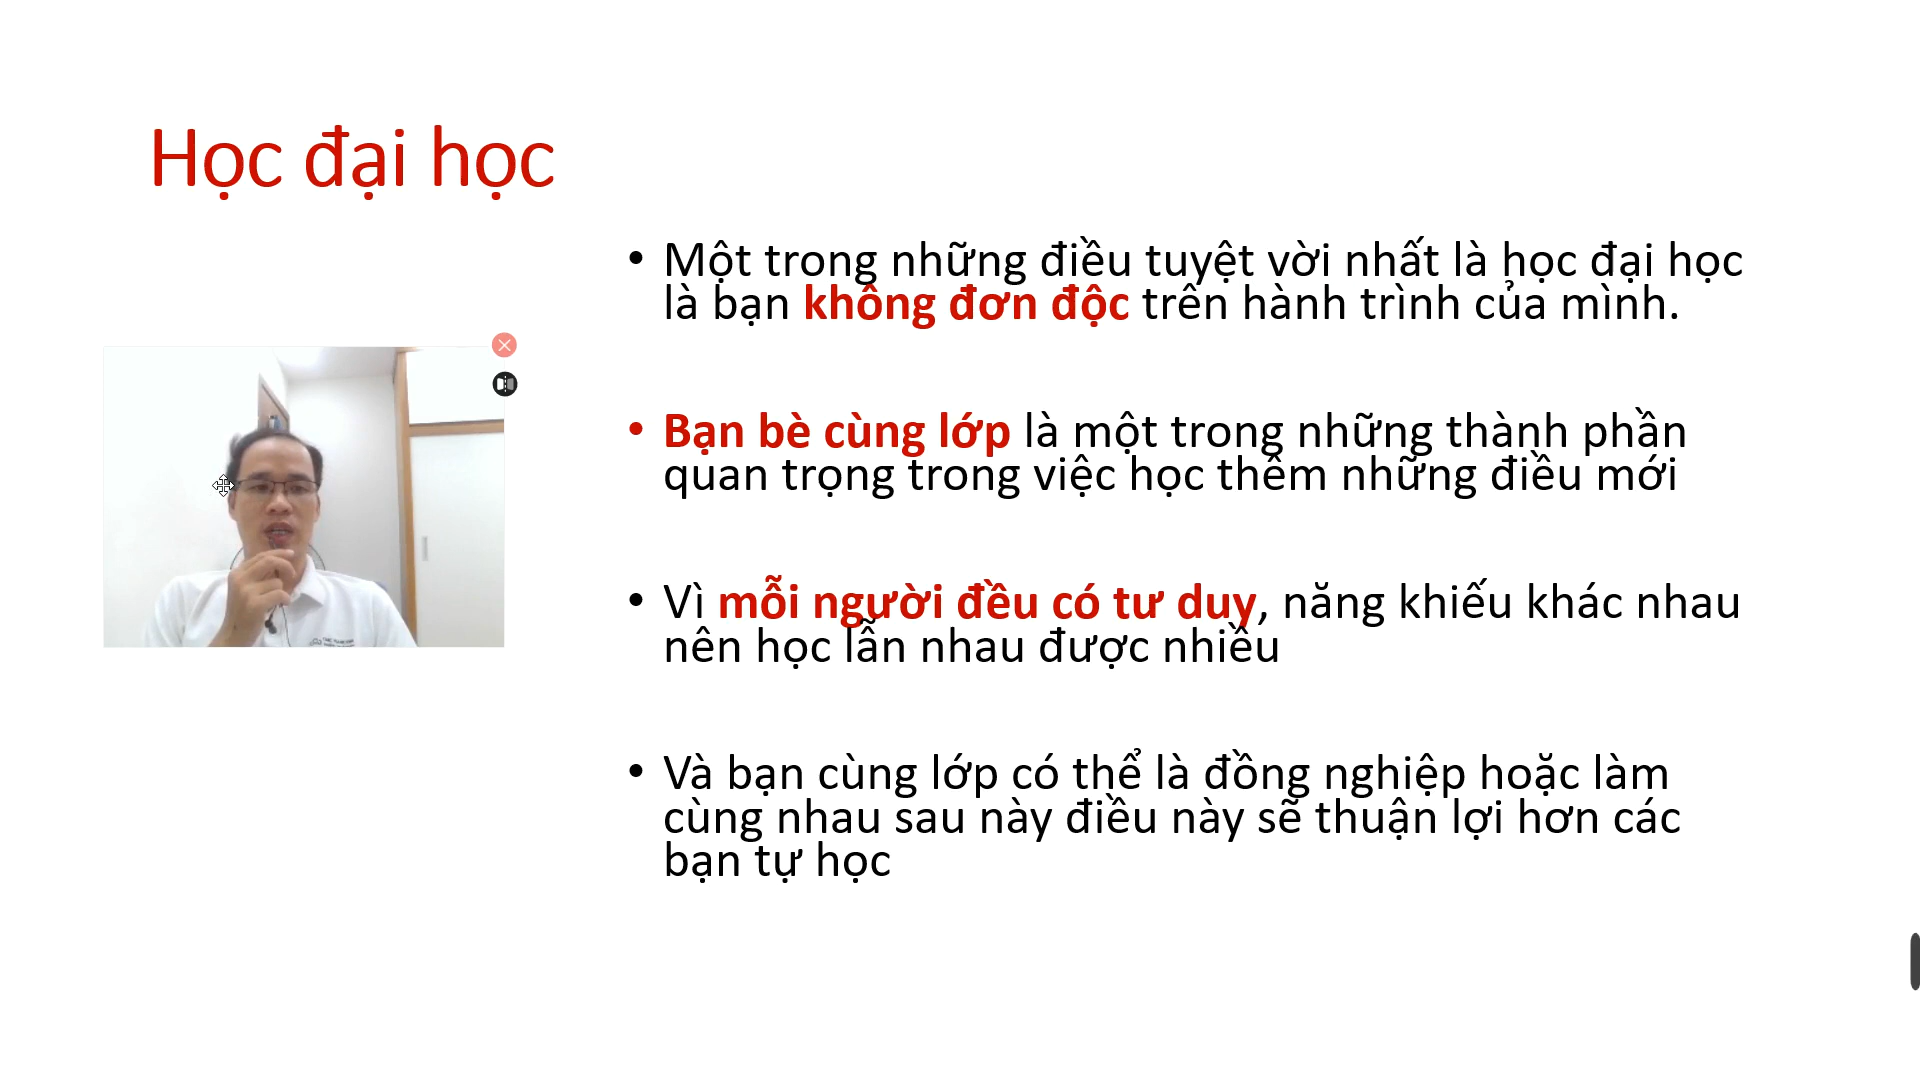 Học đại học
• Một trong những điều tuyệt vời nhất là học đại học
là bạn không đơn độc trên hành trình của mình.
• Bạn bè cùng lớp là một trong những thành phần
quan trọng trong việc học thêm những điều mới
• Vì mỗi người đều có tư duy, năng khiếu khác nhau
nên học lẫn nhau được nhiều
• Và bạn cùng lớp có thể là đồng nghiệp hoặc làm
cùng nhau sau này điều này sẽ thuận lợi hơn các
bạn tự học